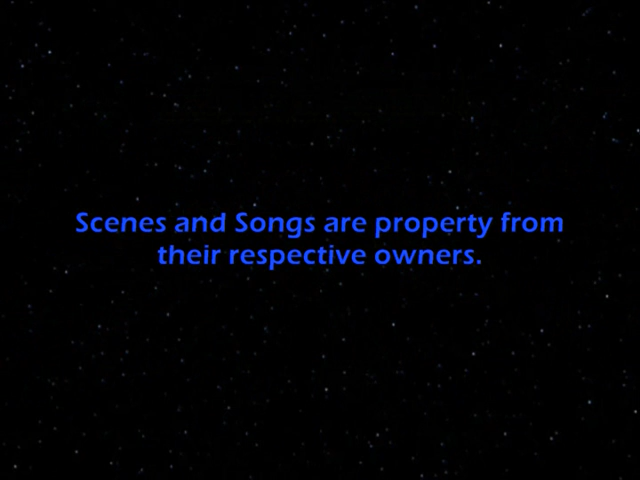 Scenes and Songs are property from
their respective owners.